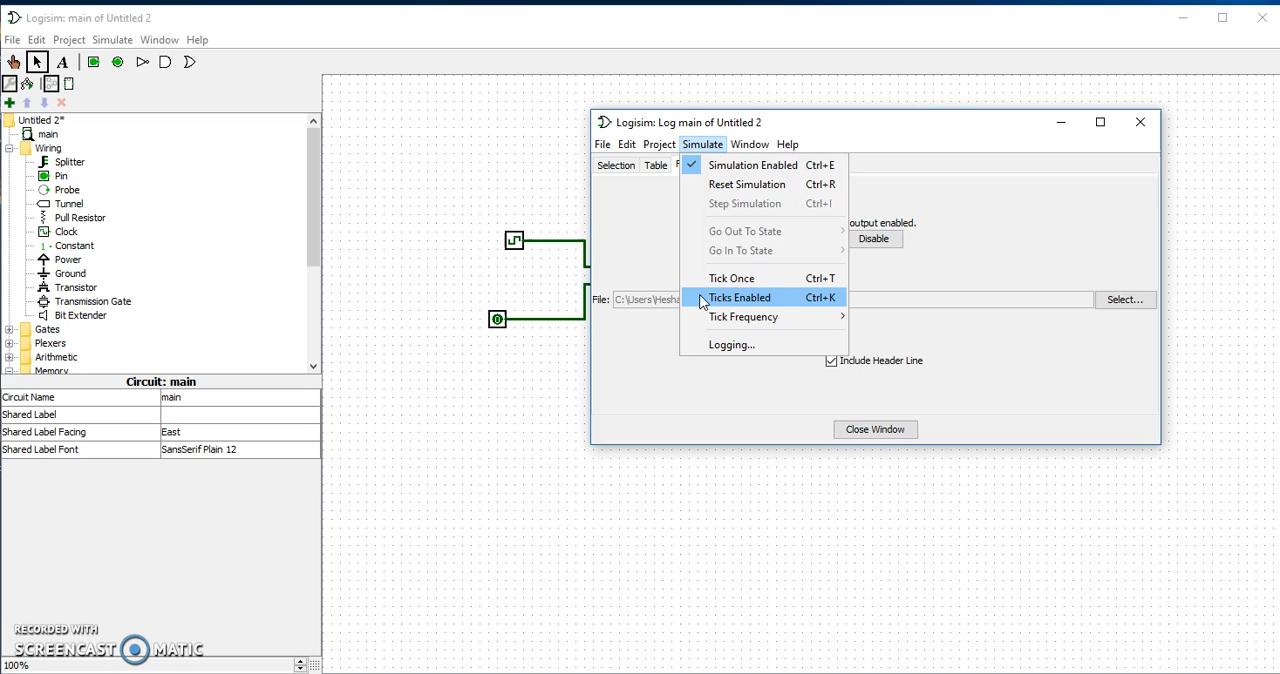 Logisim: main of Untitled 2
File Edit Project Simulate Window Help
A
Untitled 2*
main
Wiring
Splitter
Pin
Probe
Tunnel
Pull Resistor
Clock
Constant
Power
Ground
Transistor
Transmission Gate
Bit Extender
Gates
Plexers
Arithmetic
Memory
Circuit: main
Circuit Name main
Shared Label
Shared Label Facing East
Shared Label Font SansSerif Plain 12
RECORDED WITH
SCREENCAST MATIC
100%
0
Logisim: Log main of Untitled 2
File Edit Project Simulate Window Help
Selection Table
Simulation Enabled Ctrl+E
Reset Simulation Ctrl+R
Step Simulation Ctrl+I
Go Out To State
Go In To State
Tick Once Ctrl+T
Ticks Enabled Ctrl+K
Tick Frequency
Logging...
output enabled.
Disable
File: C:\Users\Hesha
Select...
Include Header Line
Close Window